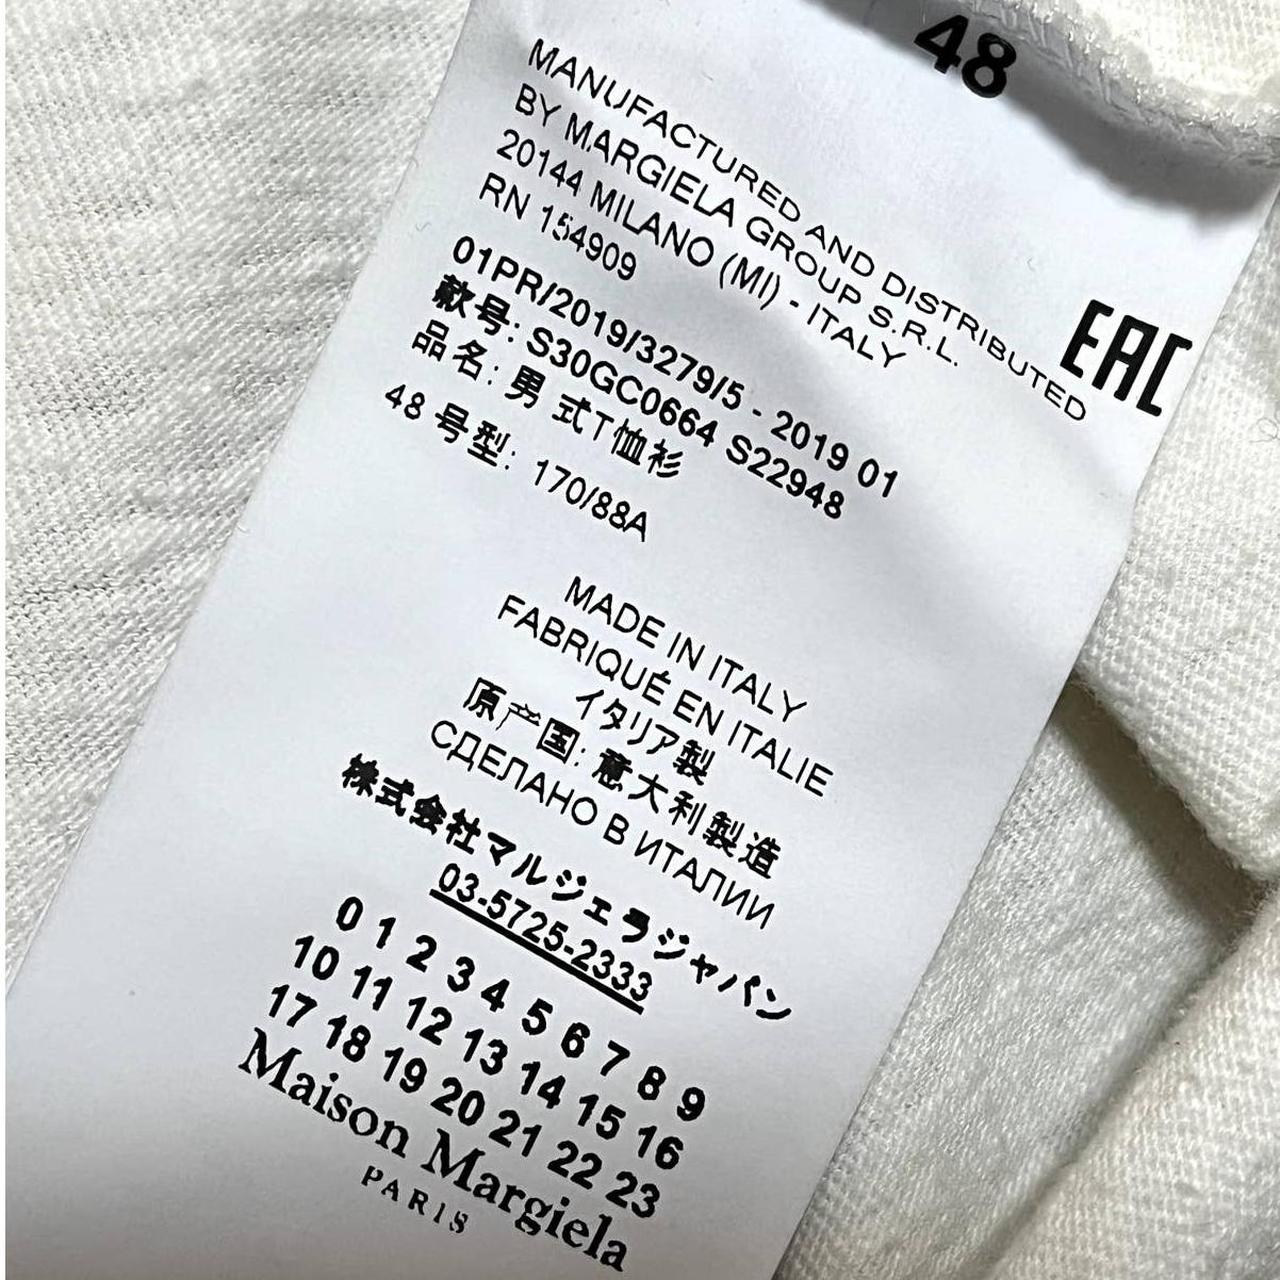 48
MANUFACTURED AND DISTRIBUTED
BY MARGIELA GROUP S.R.L.
20144 MILANO (MI) - ITALY
RN 154909
EAC
01PR/2019/3279/5 - 2019 01
款号: S30GC0664 S22948
品名: 男 式T恤衫
48 号型: 170/88A
MADE IN ITALY
FABRIQUÉ EN ITALIE
イタリア製
原产国: 意大利製造
СДЕЛАНО В ИТАЛИИ
株式会社マルジェラジャパン
03-5725-2333
0 1 2 3 4 5 6 7 8 9
10 11 12 13 14 15 16
17 18 19 20 21 22 23
Maison Margiela
PARIS